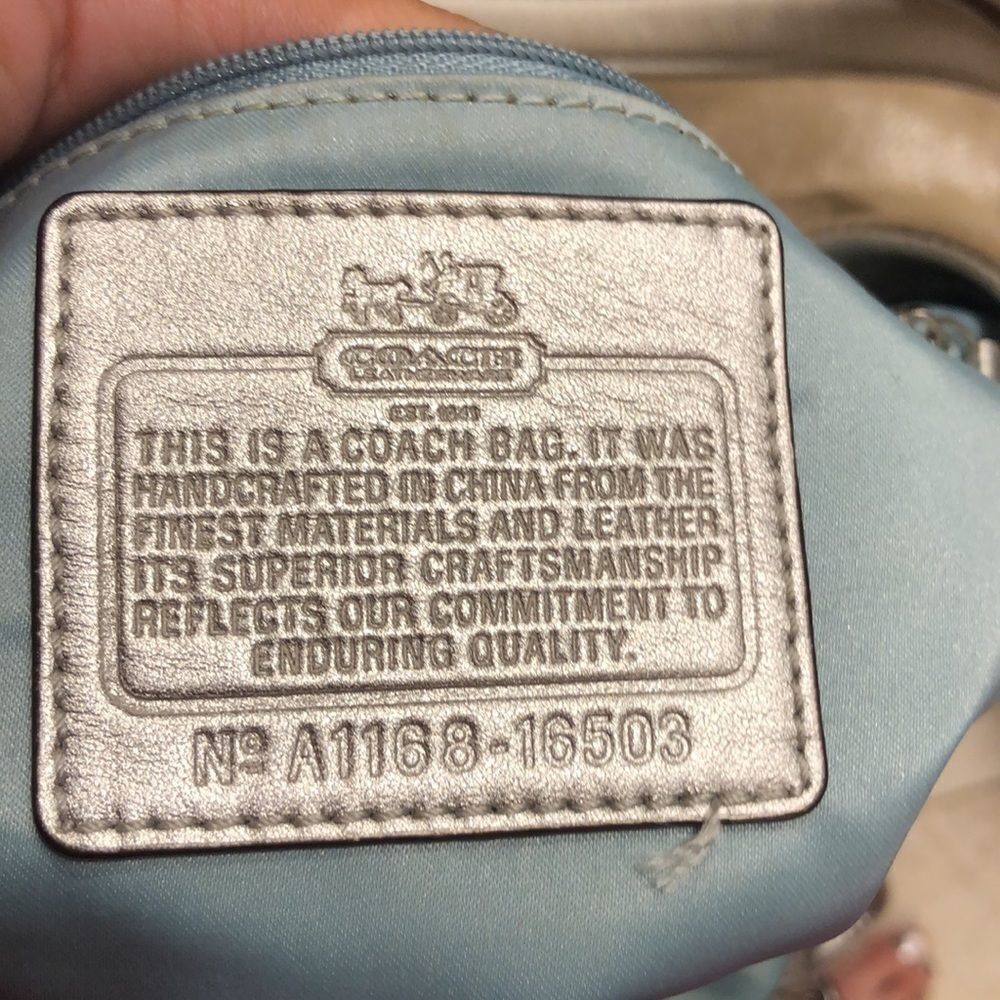 COACH
LEATHERWARE
EST. 1941
THIS IS A COACH BAG. IT WAS
HANDCRAFTED IN CHINA FROM THE
FINEST MATERIALS AND LEATHER
ITS SUPERIOR CRAFTSMANSHIP
REFLECTS OUR COMMITMENT TO
ENDURING QUALITY.
Nº A1168-16503